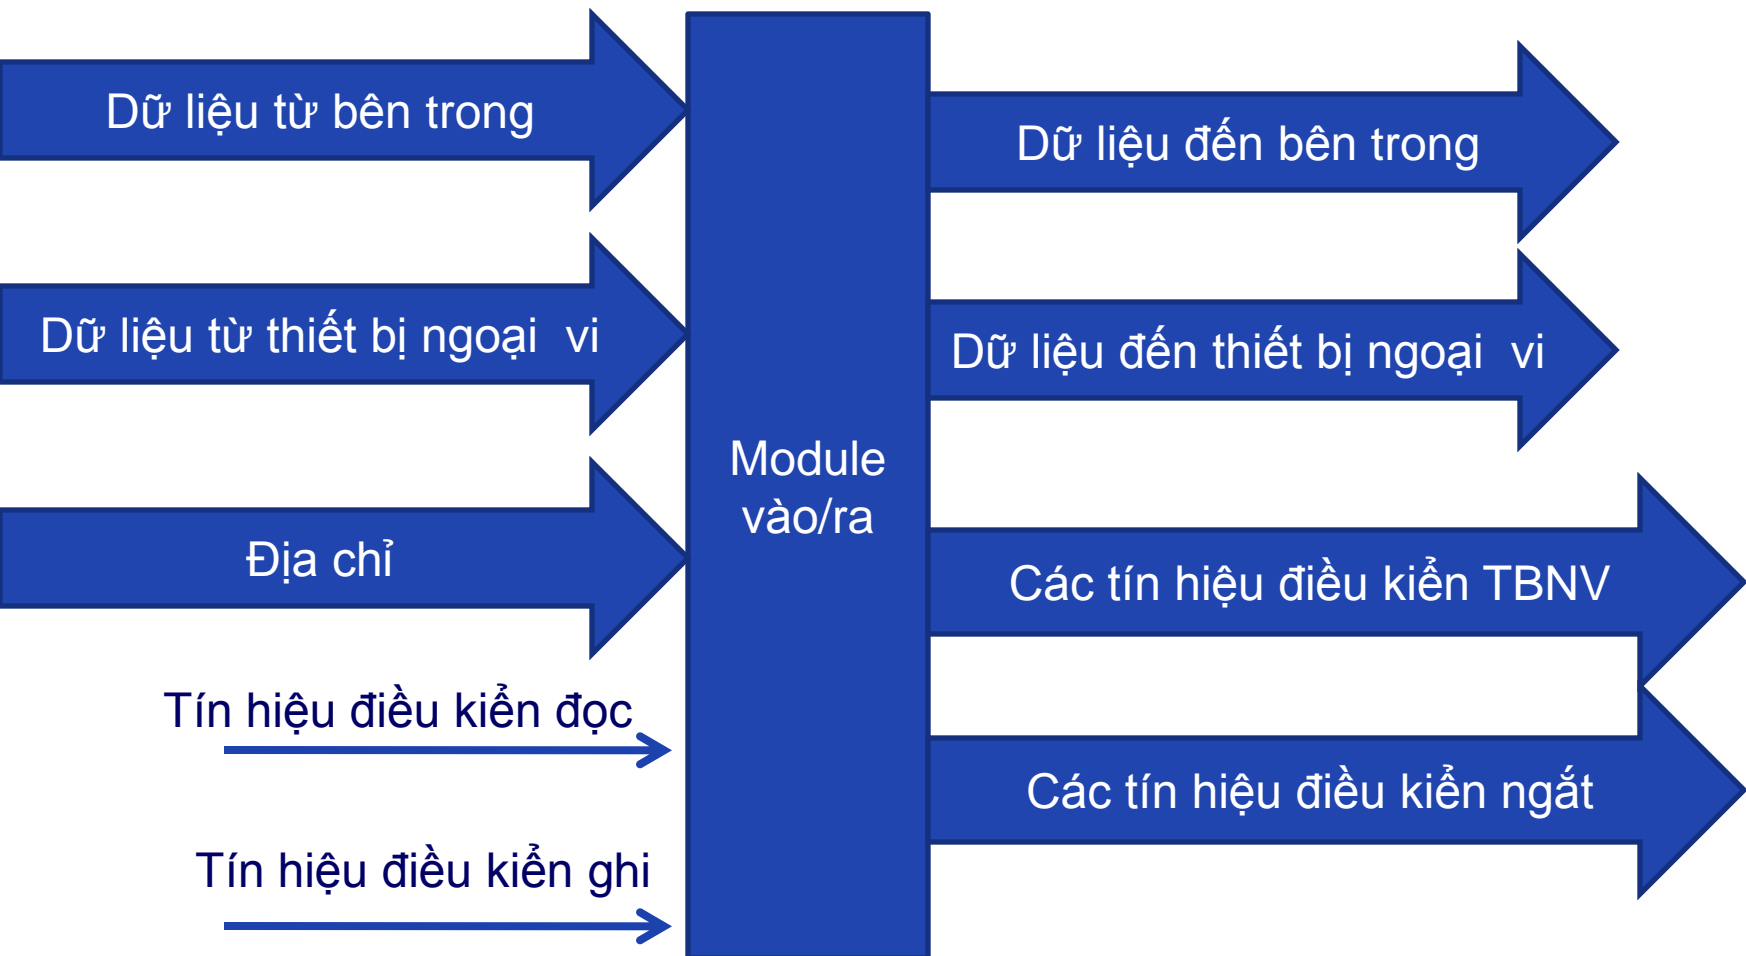 Dữ liệu từ bên trong
Dữ liệu từ thiết bị ngoại vi
Địa chỉ
Tín hiệu điều kiển đọc
Tín hiệu điều kiển ghi
Module
vào/ra
Dữ liệu đến bên trong
Dữ liệu đến thiết bị ngoại vi
Các tín hiệu điều kiển TBNV
Các tín hiệu điều kiển ngắt